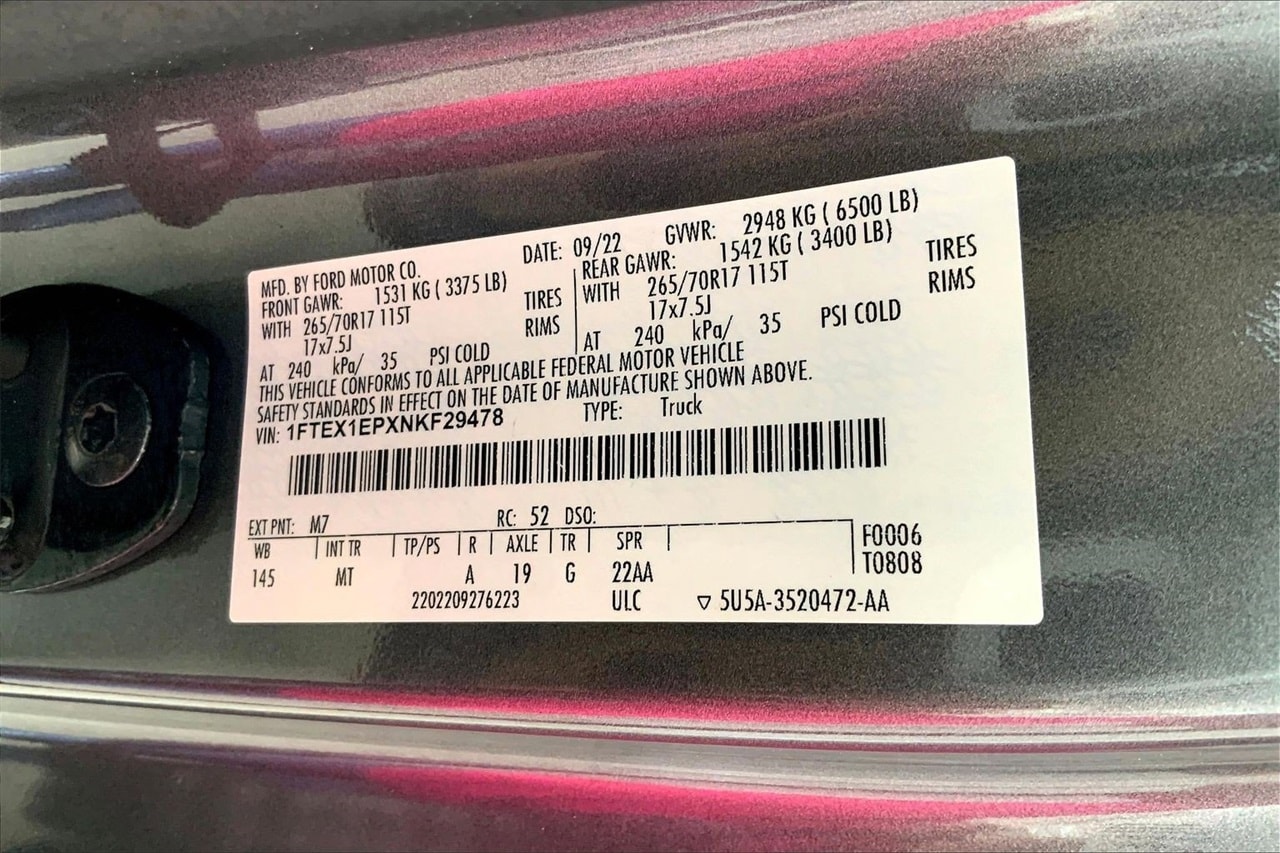 MFD. BY FORD MOTOR CO. DATE: 09/22 GVWR: 2948 KG ( 6500 LB)
FRONT GAWR: 1531 KG ( 3375 LB) REAR GAWR: 1542 KG ( 3400 LB)
WITH 265/70R17 115T TIRES WITH 265/70R17 115T TIRES
17x7.5J RIMS 17x7.5J RIMS
AT 240 kPa/ 35 PSI COLD AT 240 kPa/ 35 PSI COLD
THIS VEHICLE CONFORMS TO ALL APPLICABLE FEDERAL MOTOR VEHICLE
SAFETY STANDARDS IN EFFECT ON THE DATE OF MANUFACTURE SHOWN ABOVE.
VIN: 1FTEX1EPXNKF29478 TYPE: Truck
EXT PNT: M7 RC: 52 DSO:
WB INT TR TP/PS R AXLE TR SPR F0006
145 MT A 19 G 22AA T0808
2202209276223 ULC ▽ 5U5A-3520472-AA